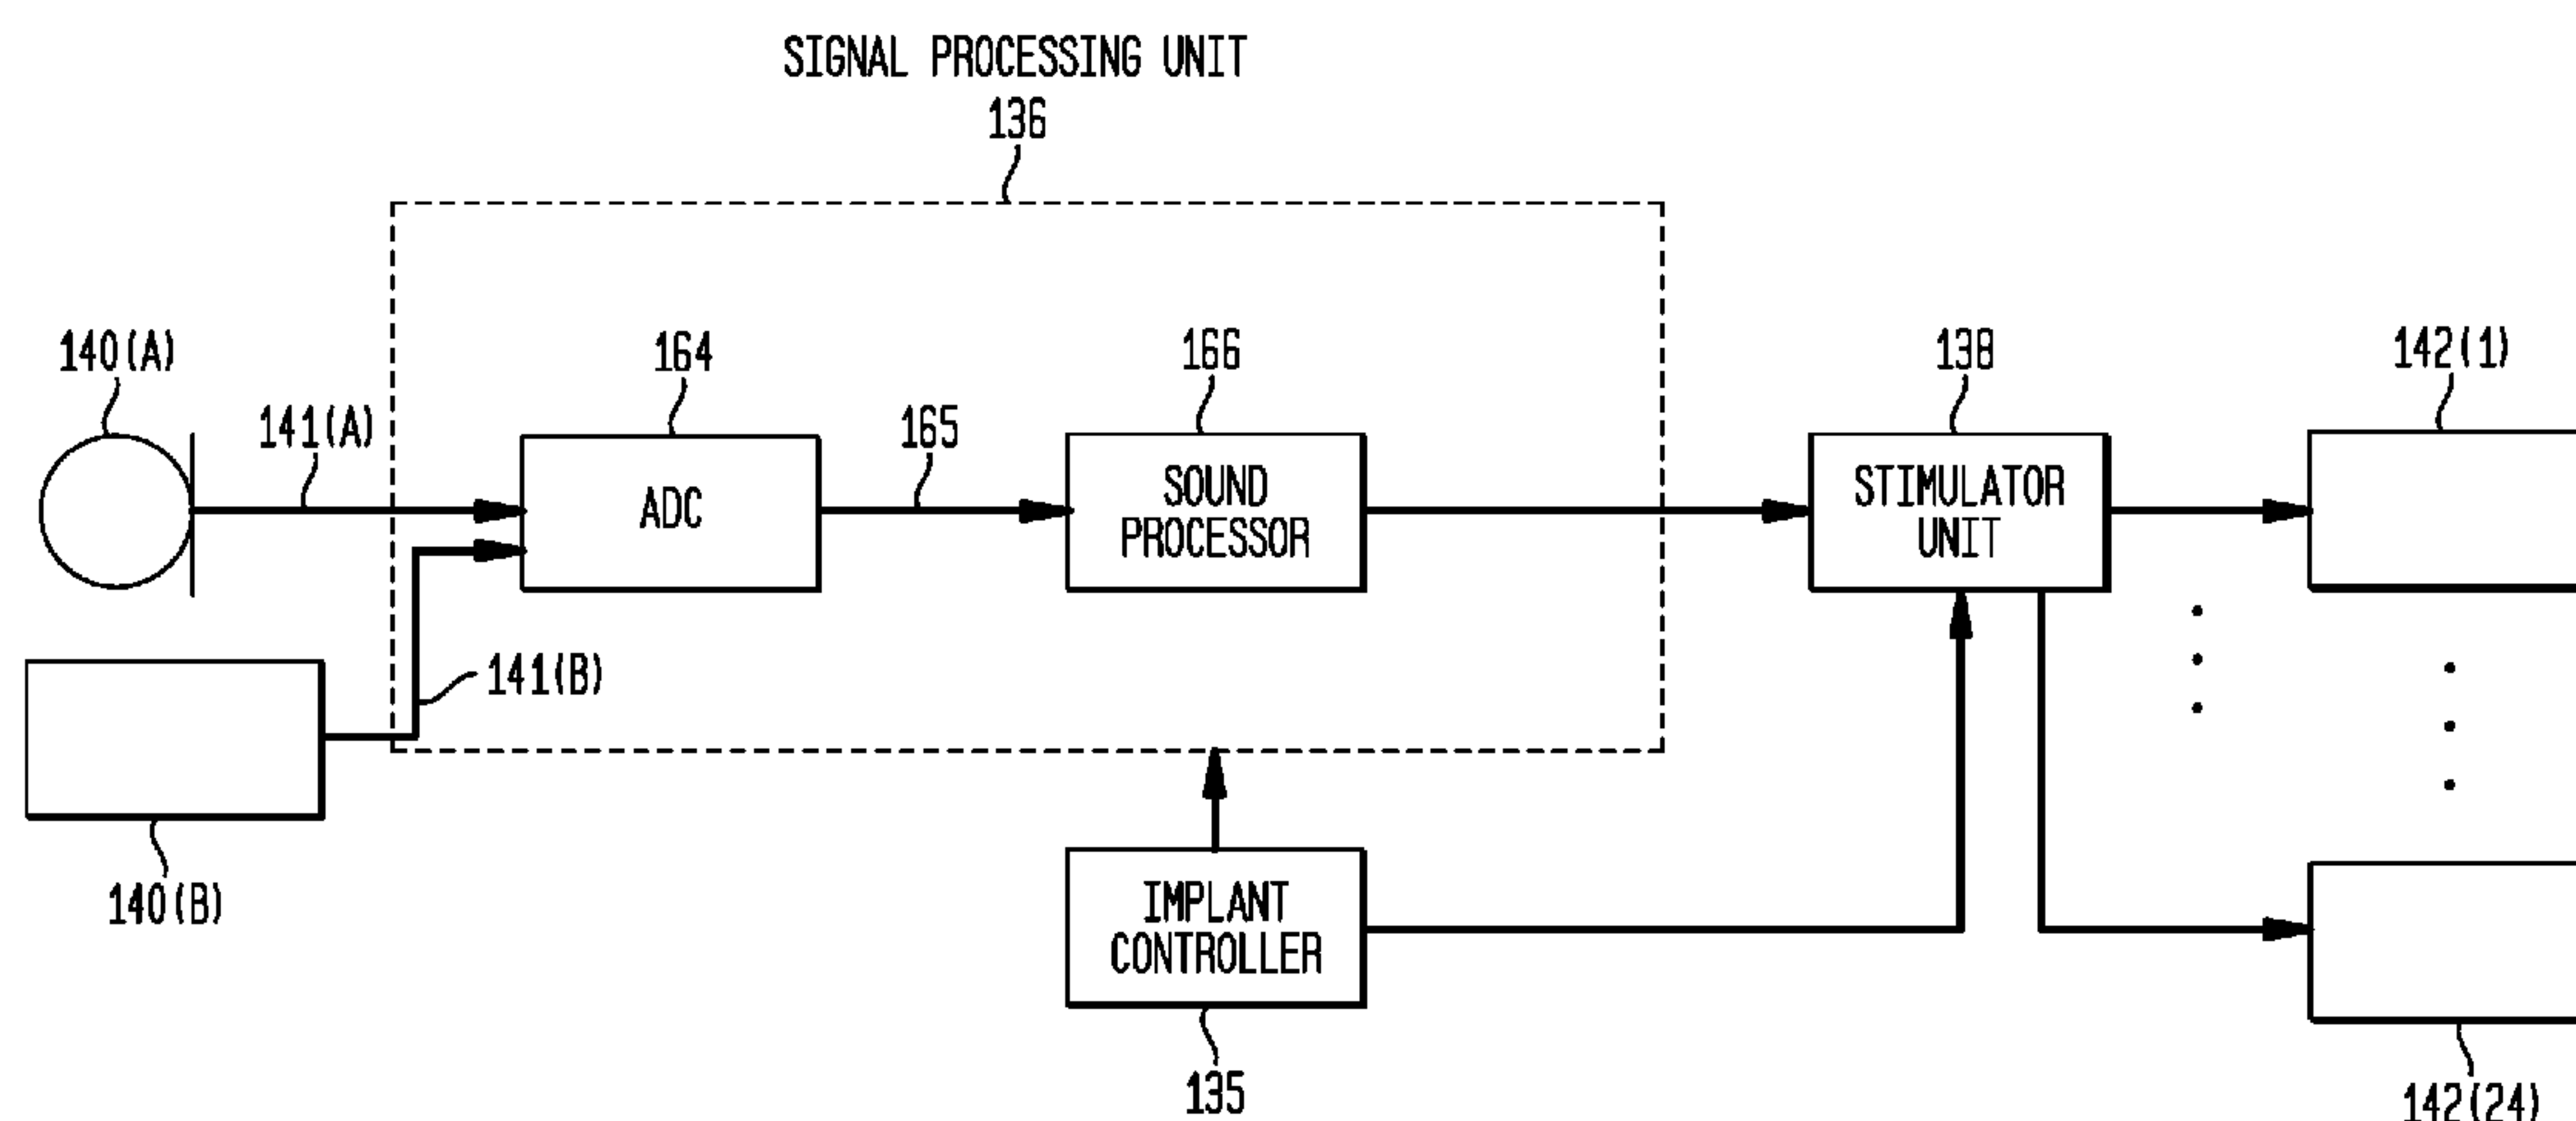 SIGNAL PROCESSING UNIT
136
140(A)
141(A)
164
165
166
138
142(1)
ADC
SOUND
PROCESSOR
STIMULATOR
UNIT
141(B)
140(B)
IMPLANT
CONTROLLER
135
142(24)